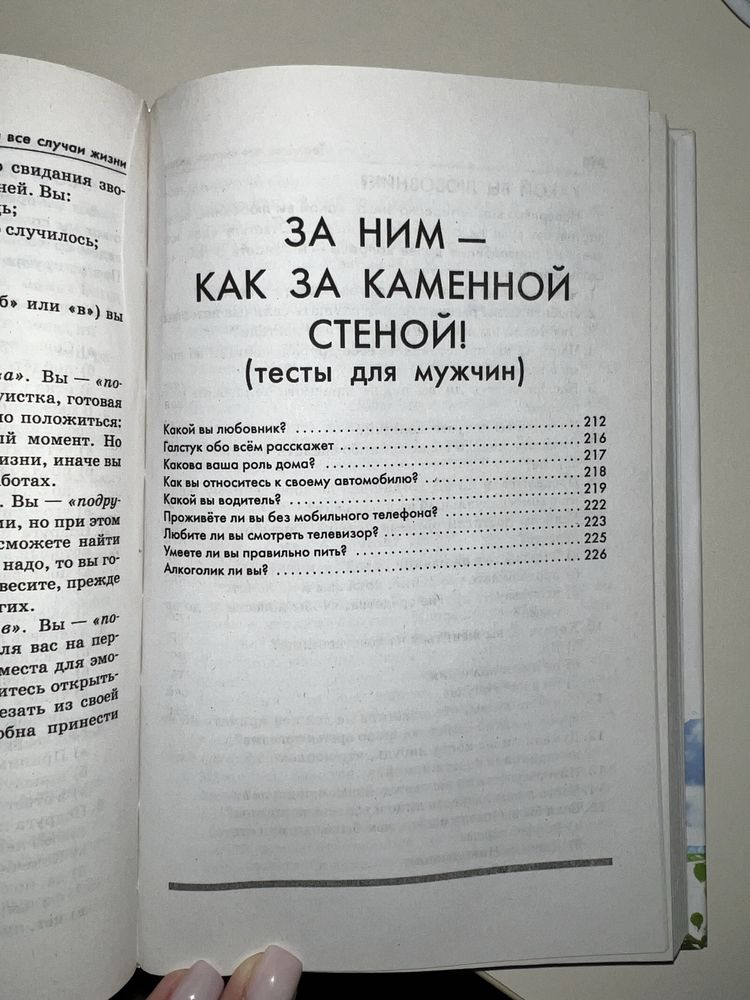 все случаи жизни
свидания зво-
ней. Вы:
случилось;
«в») вы
б» или
«а». Вы — «по-
готовая
положиться:
момент. Но
изни, иначе вы
ботах.
Вы — «подру-
ми, но при этом
сможете найти
надо, то вы го-
весите, прежде
гих.
в». Вы — «по-
для вас на пер-
места для эмо-
итесь открыть-
езать из своей
обна принести
ЗА НИМ —
КАК ЗА КАМЕННОЙ
СТЕНОЙ!
(тесты для мужчин)
Какой вы любовник? ........ 212
Галстук обо всём расскажет ........ 216
Какова ваша роль дома? ........ 217
Как вы относитесь к своему автомобилю? ........ 218
Какой вы водитель? ........ 219
Проживёте ли вы без мобильного телефона? ........ 222
Любите ли вы смотреть телевизор? ........ 223
Умеете ли вы правильно пить? ........ 225
Алкоголик ли вы? ........ 226